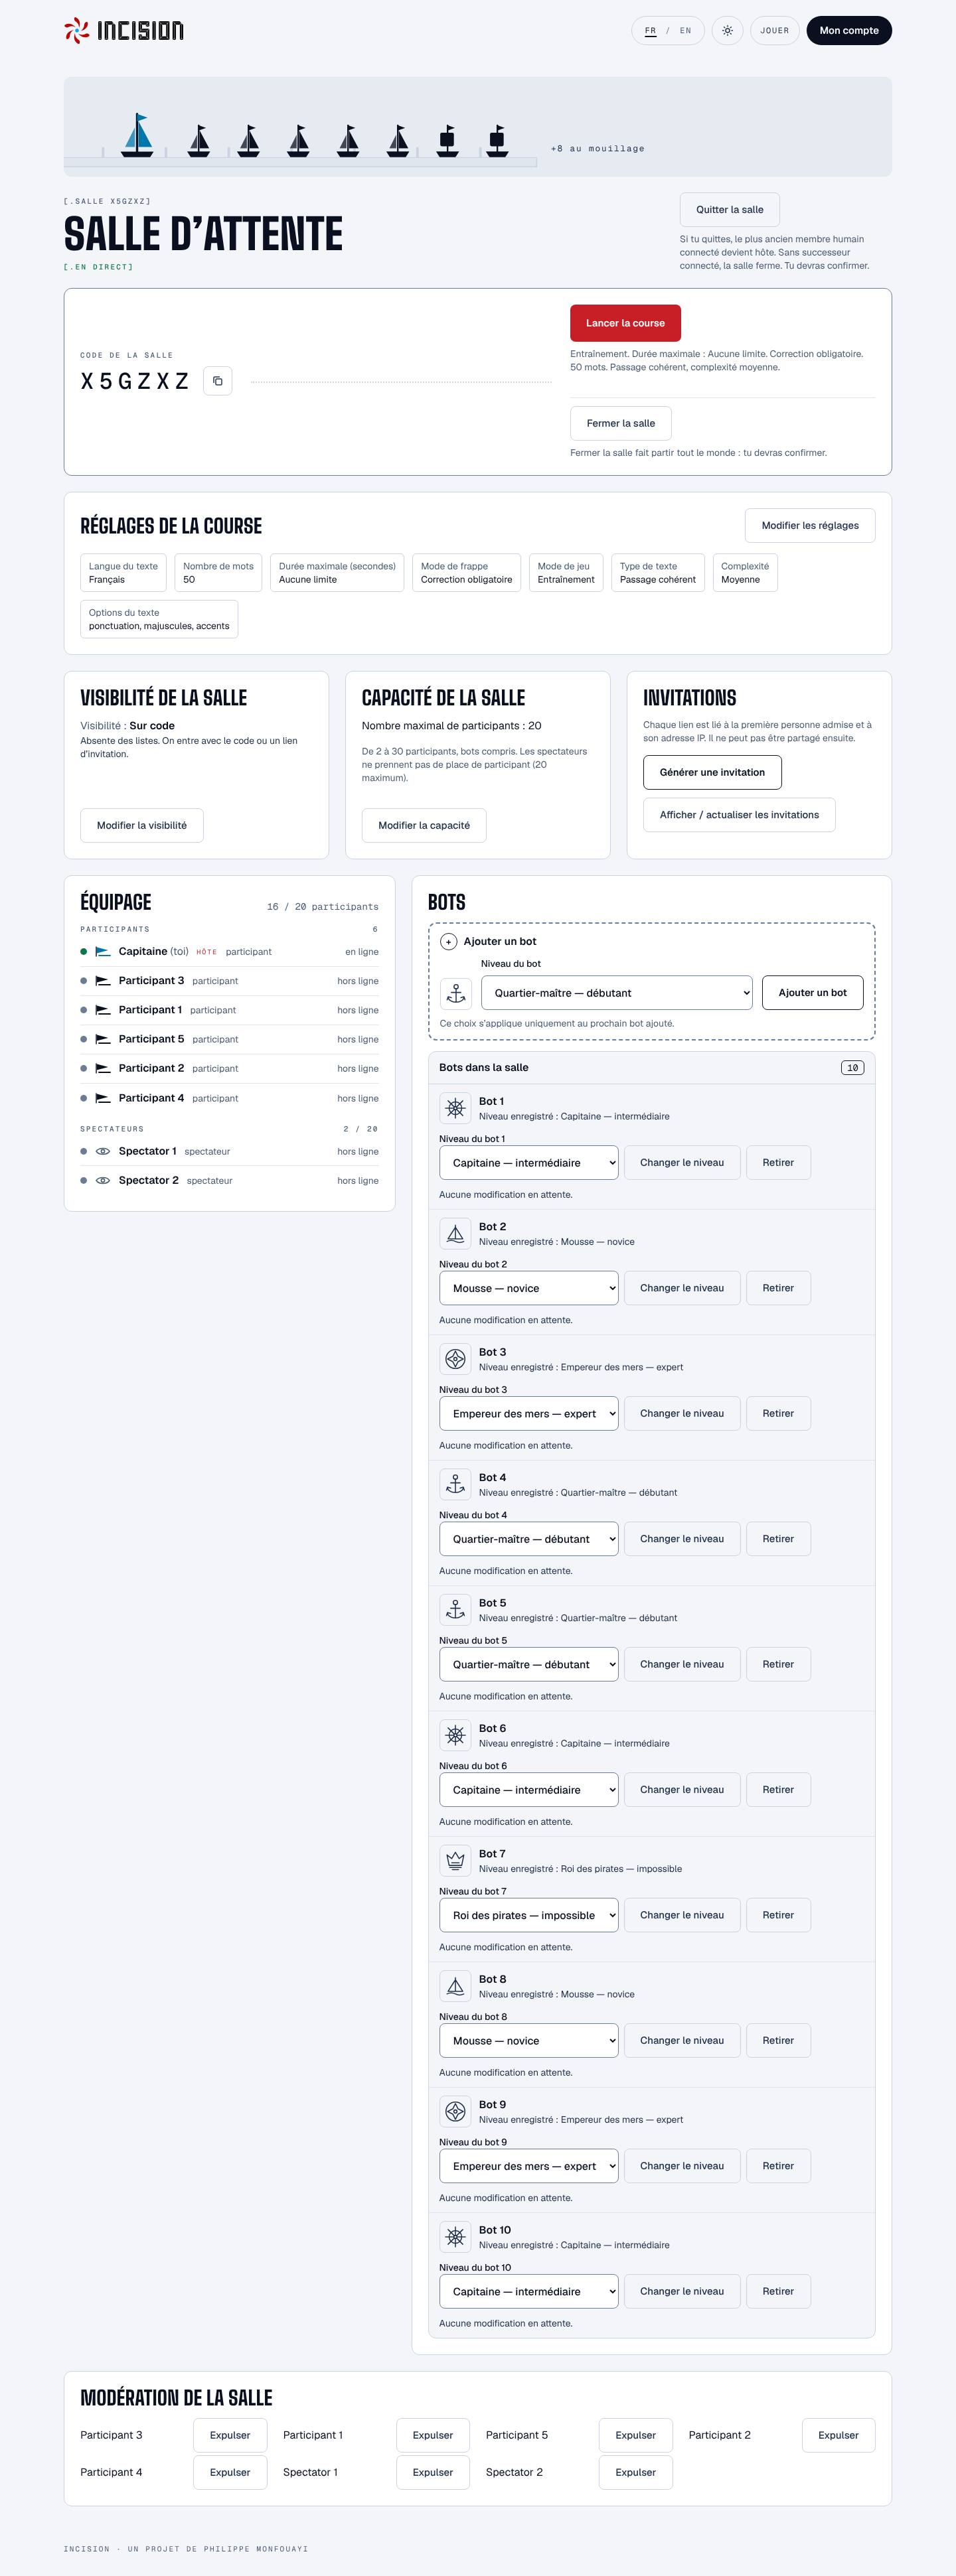 INCISION
FR / EN
JOUER
Mon compte
+8 au mouillage
[.SALLE X5GZXZ]
SALLE D’ATTENTE
[.EN DIRECT]
Quitter la salle
Si tu quittes, le plus ancien membre humain
connecté devient hôte. Sans successeur
connecté, la salle ferme. Tu devras confirmer.
CODE DE LA SALLE
X5GZXZ
Lancer la course
Entraînement. Durée maximale : Aucune limite. Correction obligatoire.
50 mots. Passage cohérent, complexité moyenne.
Fermer la salle
Fermer la salle fait partir tout le monde : tu devras confirmer.
RÉGLAGES DE LA COURSE
Modifier les réglages
Langue du texte
Français
Nombre de mots
50
Durée maximale (secondes)
Aucune limite
Mode de frappe
Correction obligatoire
Mode de jeu
Entraînement
Type de texte
Passage cohérent
Complexité
Moyenne
Options du texte
ponctuation, majuscules, accents
VISIBILITÉ DE LA SALLE
Visibilité : Sur code
Absente des listes. On entre avec le code ou un lien
d’invitation.
Modifier la visibilité
CAPACITÉ DE LA SALLE
Nombre maximal de participants : 20
De 2 à 30 participants, bots compris. Les spectateurs
ne prennent pas de place de participant (20
maximum).
Modifier la capacité
INVITATIONS
Chaque lien est lié à la première personne admise et à
son adresse IP. Il ne peut pas être partagé ensuite.
Générer une invitation
Afficher / actualiser les invitations
ÉQUIPAGE
16 / 20 participants
PARTICIPANTS 6
Capitaine (toi) HÔTE participant en ligne
Participant 3 participant hors ligne
Participant 1 participant hors ligne
Participant 5 participant hors ligne
Participant 2 participant hors ligne
Participant 4 participant hors ligne
SPECTATEURS 2 / 20
Spectator 1 spectateur hors ligne
Spectator 2 spectateur hors ligne
BOTS
+ Ajouter un bot
Niveau du bot
Quartier-maître — débutant
Ajouter un bot
Ce choix s’applique uniquement au prochain bot ajouté.
Bots dans la salle 10
Bot 1
Niveau enregistré : Capitaine — intermédiaire
Niveau du bot 1
Capitaine — intermédiaire Changer le niveau Retirer
Aucune modification en attente.
Bot 2
Niveau enregistré : Mousse — novice
Niveau du bot 2
Mousse — novice Changer le niveau Retirer
Aucune modification en attente.
Bot 3
Niveau enregistré : Empereur des mers — expert
Niveau du bot 3
Empereur des mers — expert Changer le niveau Retirer
Aucune modification en attente.
Bot 4
Niveau enregistré : Quartier-maître — débutant
Niveau du bot 4
Quartier-maître — débutant Changer le niveau Retirer
Aucune modification en attente.
Bot 5
Niveau enregistré : Quartier-maître — débutant
Niveau du bot 5
Quartier-maître — débutant Changer le niveau Retirer
Aucune modification en attente.
Bot 6
Niveau enregistré : Capitaine — intermédiaire
Niveau du bot 6
Capitaine — intermédiaire Changer le niveau Retirer
Aucune modification en attente.
Bot 7
Niveau enregistré : Roi des pirates — impossible
Niveau du bot 7
Roi des pirates — impossible Changer le niveau Retirer
Aucune modification en attente.
Bot 8
Niveau enregistré : Mousse — novice
Niveau du bot 8
Mousse — novice Changer le niveau Retirer
Aucune modification en attente.
Bot 9
Niveau enregistré : Empereur des mers — expert
Niveau du bot 9
Empereur des mers — expert Changer le niveau Retirer
Aucune modification en attente.
Bot 10
Niveau enregistré : Capitaine — intermédiaire
Niveau du bot 10
Capitaine — intermédiaire Changer le niveau Retirer
Aucune modification en attente.
MODÉRATION DE LA SALLE
Participant 3 Expulser Participant 1 Expulser Participant 5 Expulser Participant 2 Expulser
Participant 4 Expulser Spectator 1 Expulser Spectator 2 Expulser
INCISION · UN PROJET DE PHILIPPE MONFOUAYI